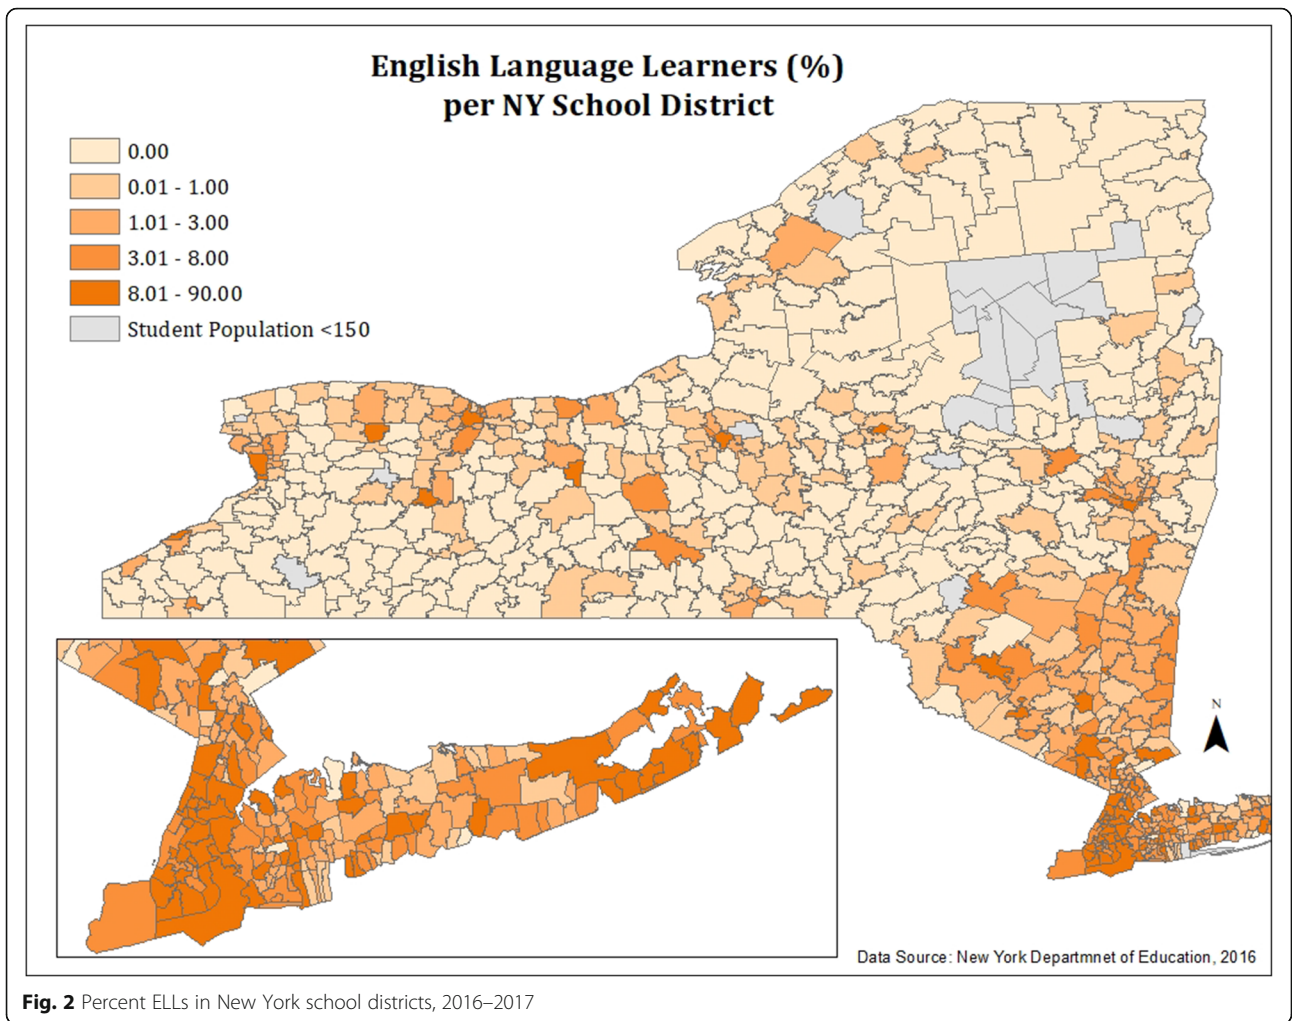 English Language Learners (%)
per NY School District
0.00
0.01 - 1.00
1.01 - 3.00
3.01 - 8.00
8.01 - 90.00
Student Population <150
N
Data Source: New York Departmnet of Education, 2016
Fig. 2 Percent ELLs in New York school districts, 2016–2017